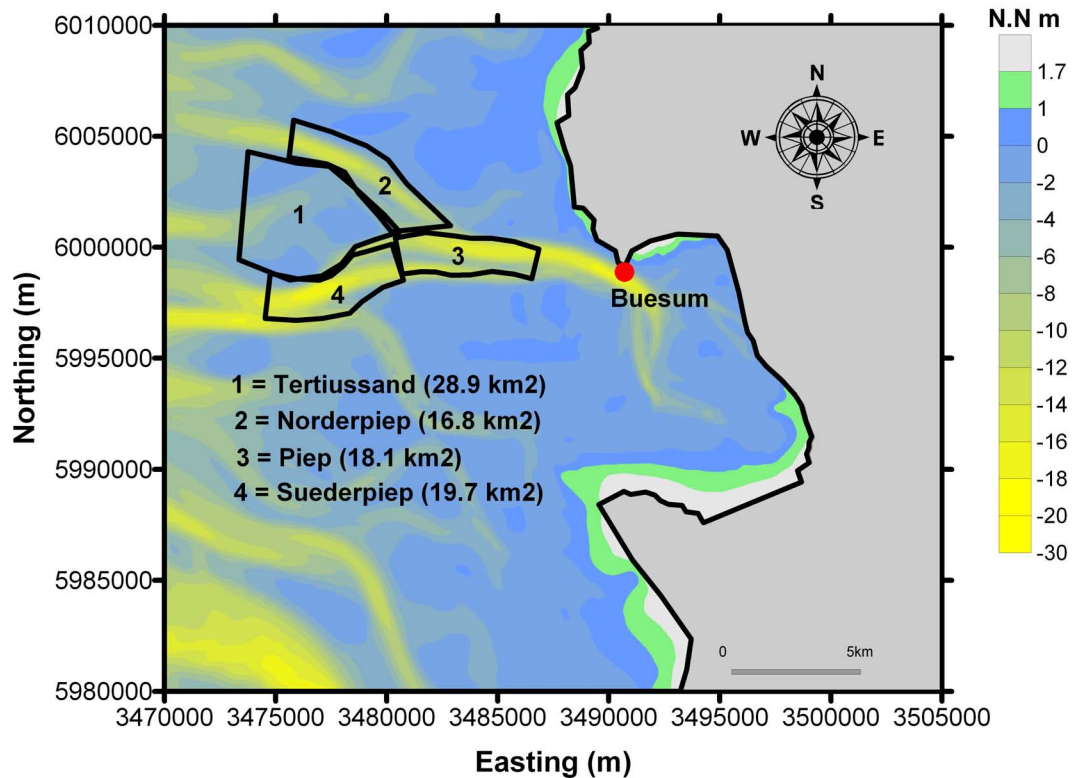 N.N m
6010000
6005000
6000000
5995000
5990000
5985000
5980000
Northing (m)
3470000
3475000
3480000
3485000
3490000
3495000
3500000
3505000
Easting (m)
1
2
3
4
Buesum
1 = Tertiussand (28.9 km2)
2 = Norderpiep (16.8 km2)
3 = Piep (18.1 km2)
4 = Suederpiep (19.7 km2)
N
W
E
S
0 5km
1.7
1
0
-2
-4
-6
-8
-10
-12
-14
-16
-18
-20
-30